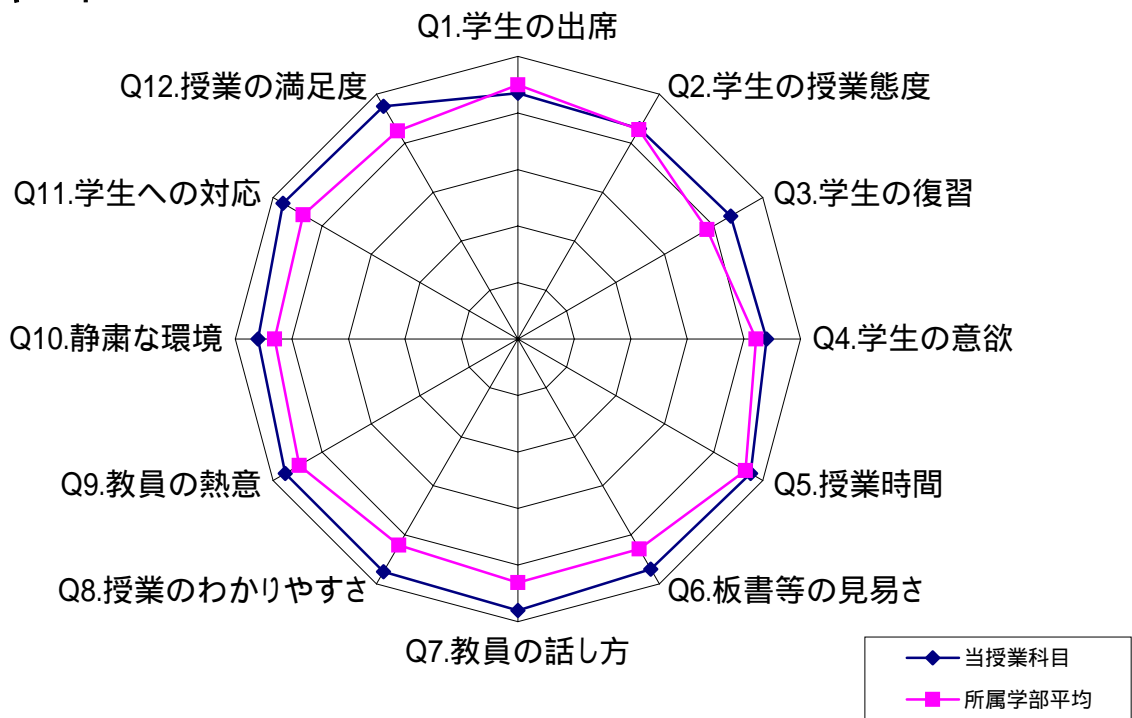 Q1.学生の出席
Q2.学生の授業態度
Q3.学生の復習
Q4.学生の意欲
Q5.授業時間
Q6.板書等の見易さ
Q7.教員の話し方
Q8.授業のわかりやすさ
Q9.教員の熱意
Q10.静粛な環境
Q11.学生への対応
Q12.授業の満足度
当授業科目
所属学部平均